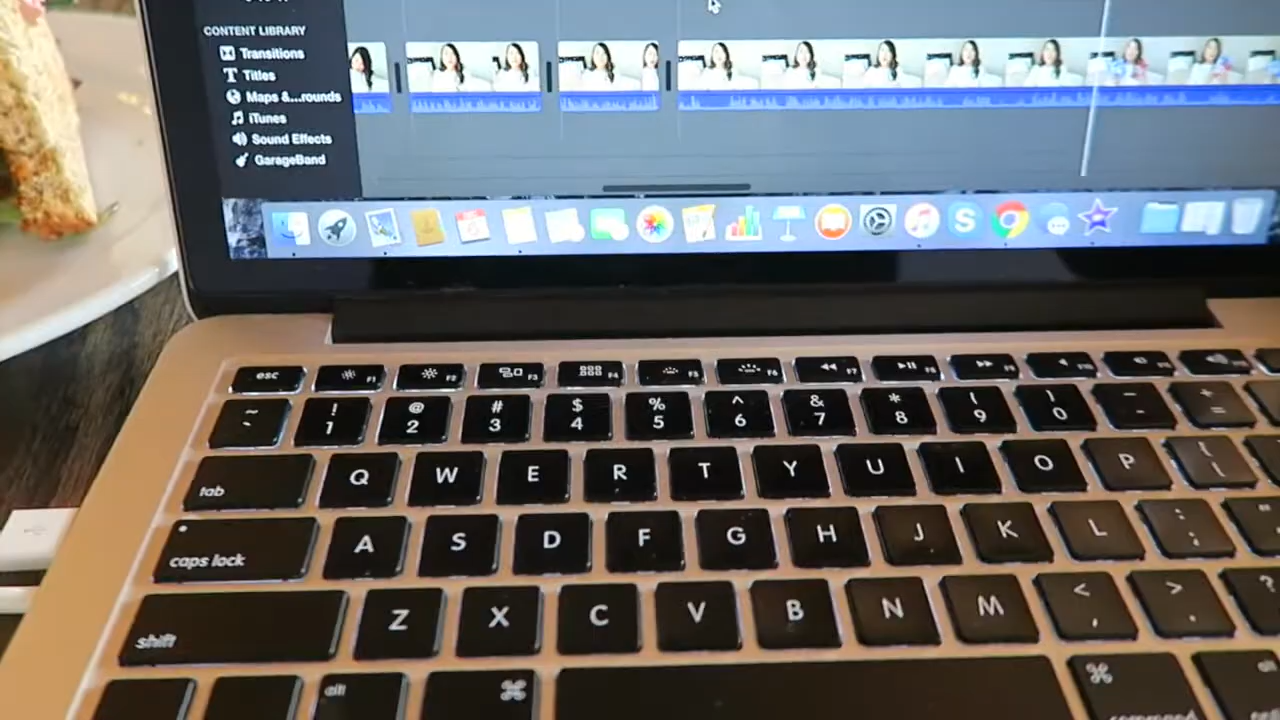 CONTENT LIBRARY
Transitions
Titles
Maps &...rounds
iTunes
Sound Effects
GarageBand
esc F1 F2 F3 F4 F5 F6 F7 F8 F9 F10
~ ` ! 1 @ 2 # 3 $ 4 % 5 ^ 6 & 7 * 8 ( 9 ) 0 - + =
tab Q W E R T Y U I O P { [
caps lock A S D F G H J K L : ;
shift Z X C V B N M < , > . ?
alt ⌘ ⌘ alt